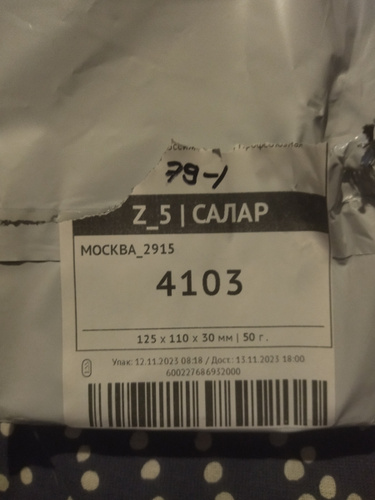 79-/
Z_5 | САЛАР
МОСКВА_2915
4103
125 x 110 x 30 мм | 50 г.
Упак: 12.11.2023 08:18 / Дост: 13.11.2023 18:00
600227686932000